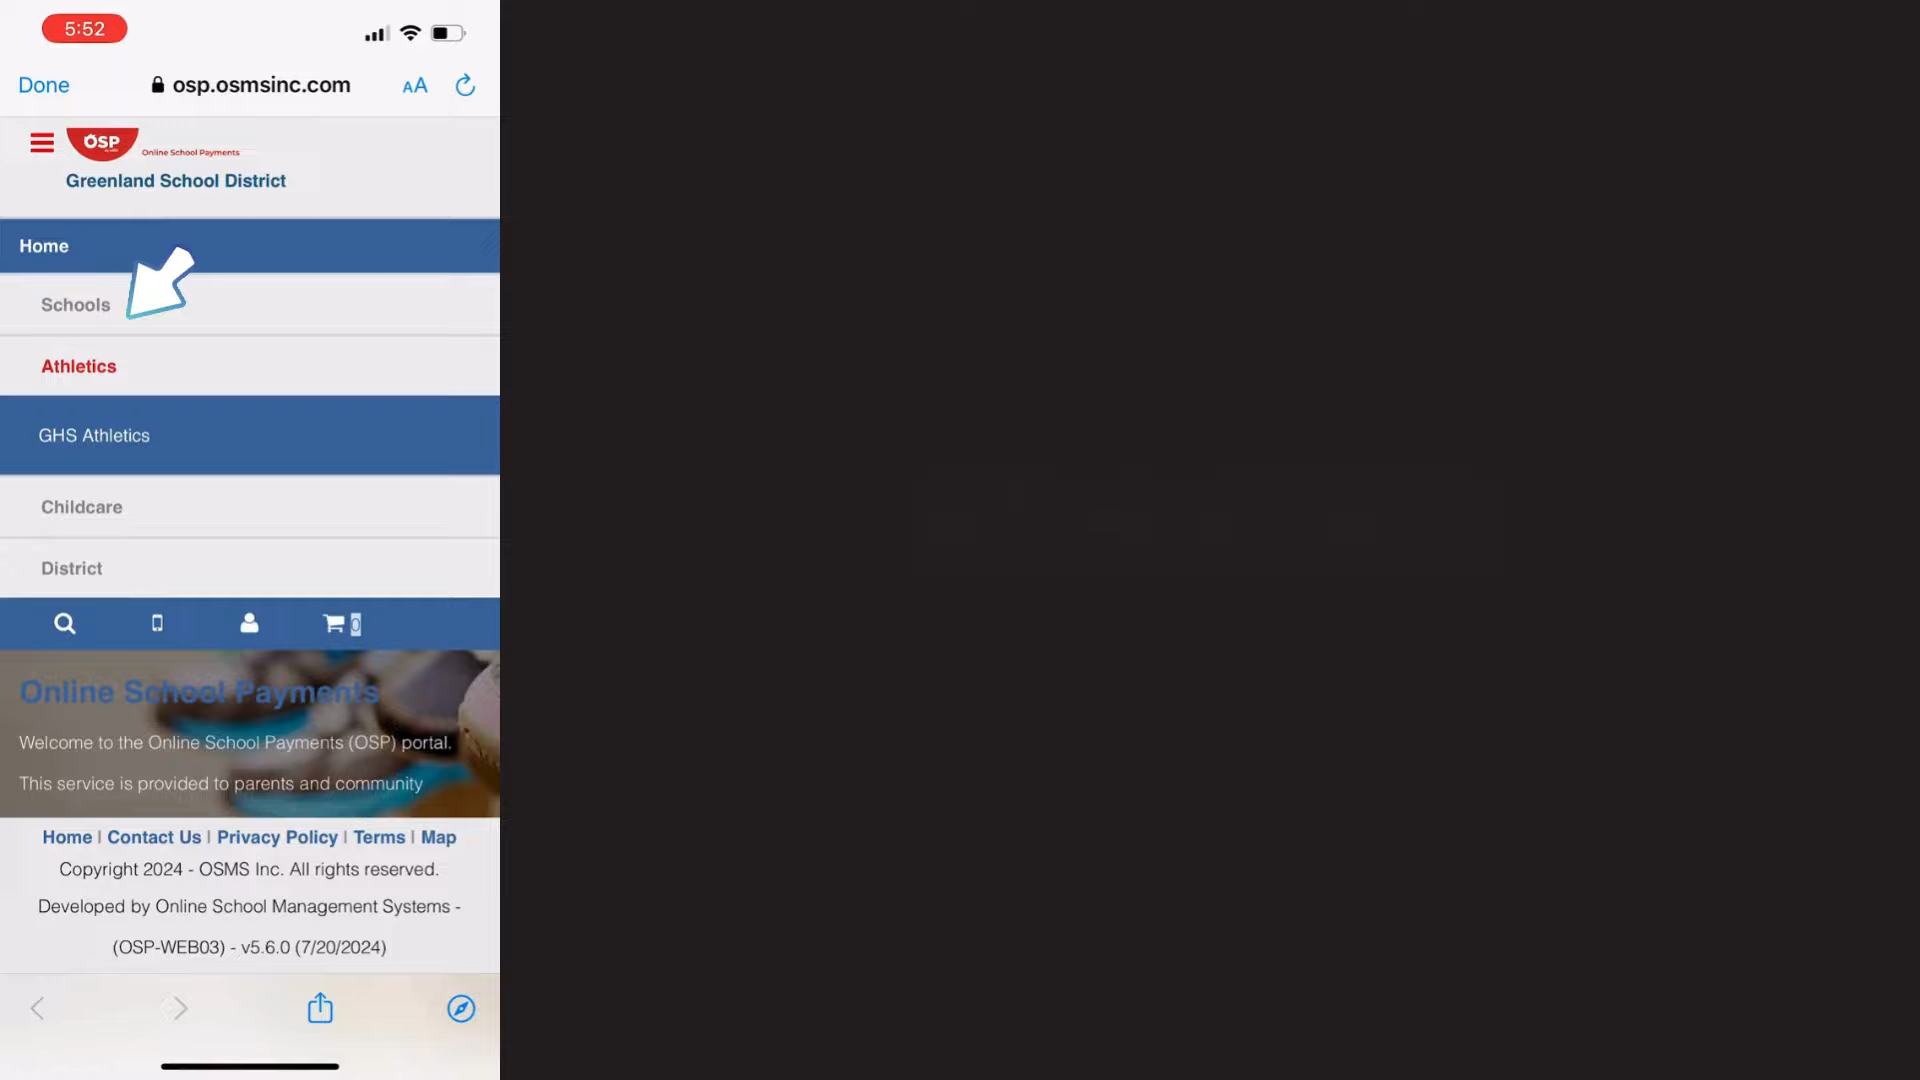 5:52
Done
osp.osmsinc.com
AA
OSP
Online School Payments
Greenland School District
Home
Schools
Athletics
GHS Athletics
Childcare
District
0
Online School Payments
Welcome to the Online School Payments (OSP) portal.
This service is provided to parents and community
Home | Contact Us | Privacy Policy | Terms | Map
Copyright 2024 - OSMS Inc. All rights reserved.
Developed by Online School Management Systems -
(OSP-WEB03) - v5.6.0 (7/20/2024)